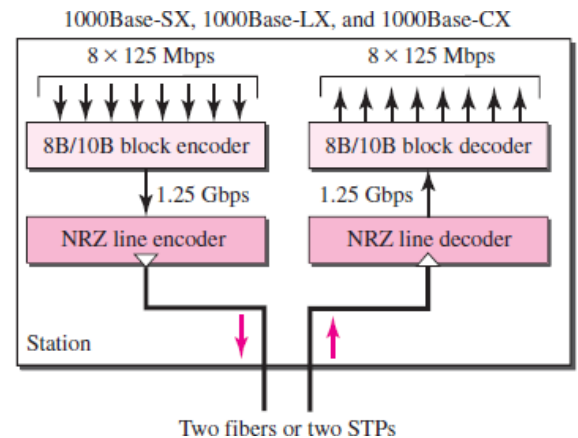 1000Base-SX, 1000Base-LX, and 1000Base-CX
8 × 125 Mbps
8 × 125 Mbps
8B/10B block encoder
8B/10B block decoder
1.25 Gbps
1.25 Gbps
NRZ line encoder
NRZ line decoder
Station
Two fibers or two STPs